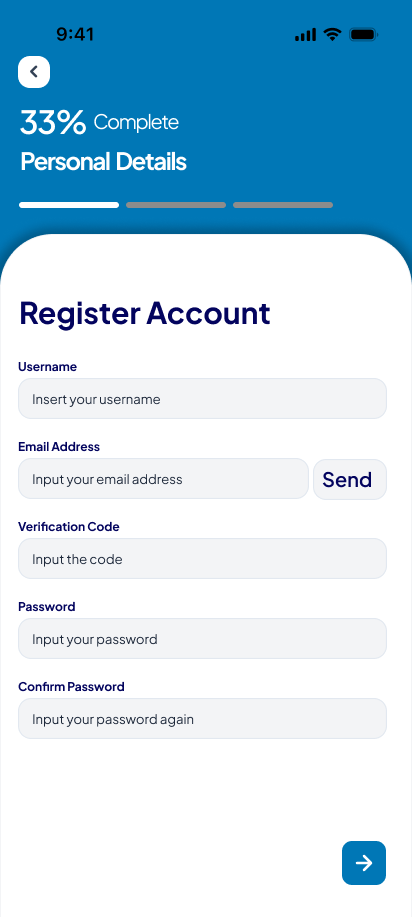 9:41
33% Complete
Personal Details
Register Account
Username
Insert your username
Email Address
Input your email address
Send
Verification Code
Input the code
Password
Input your password
Confirm Password
Input your password again